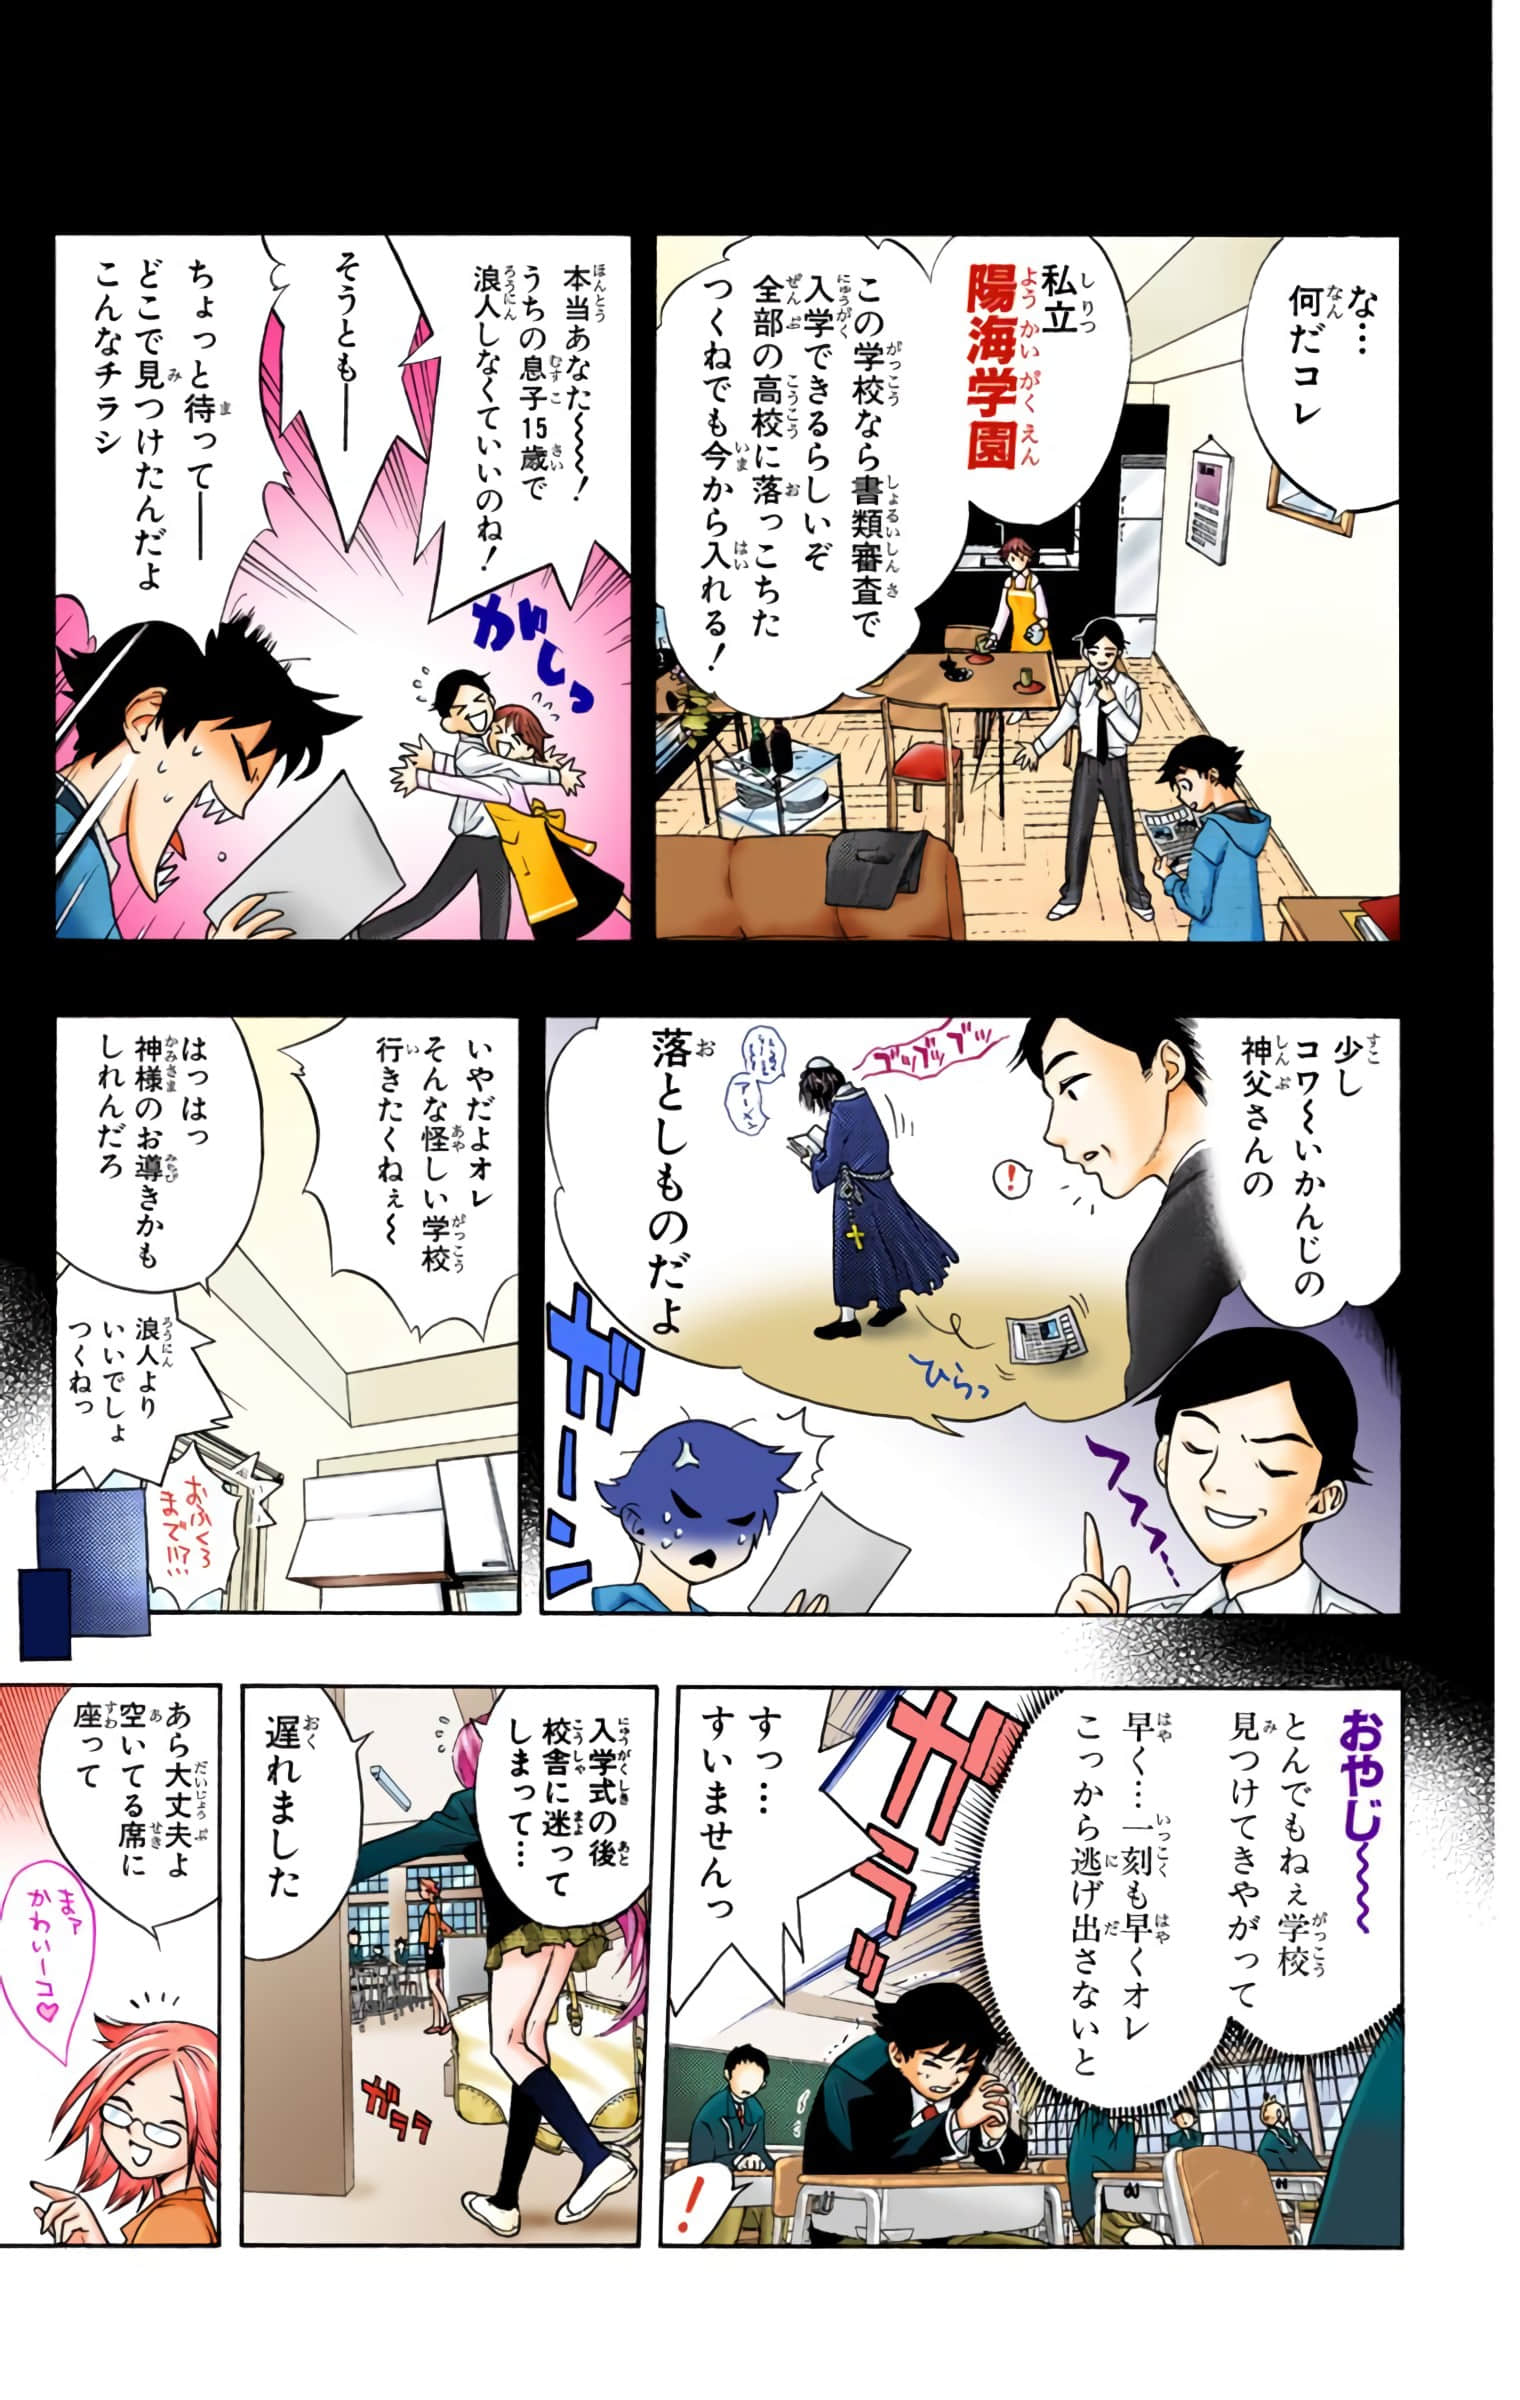 な…
何だコレ
私立
陽海学園
この学校なら書類審査で
入学できるらしいぞ
全部の高校に落っこちた
つくねでも今から入れる！
本当あなた〜〜〜！
うちの息子15歳で
浪人しなくていいのね！
がしっ
そうとも――
ちょっと待って――
どこで見つけたんだよ
こんなチラシ
少し
コワ〜いかんじの
神父さんの
ブツブツブツ
アーメン
！
ひらっ
落としものだよ
フフフ…
ギーン！
いやだよオレ
そんな怪しい学校
行きたくねぇ〜
はっはっ
神様のお導きかも
しれんだろ
浪人より
いいでしょ
つくねっ
おふくろ
まで!!?
おやじ〜〜〜
とんでもねぇ学校
見つけてきやがって
早く…一刻も早くオレ
こっから逃げ出さないと
ガラッ
すっ…
すいませんっ
！
入学式の後
校舎に迷って
しまって…
遅れました
ガララ
あら大丈夫よ
空いてる席に
座って
まァ
かわいーコ♡